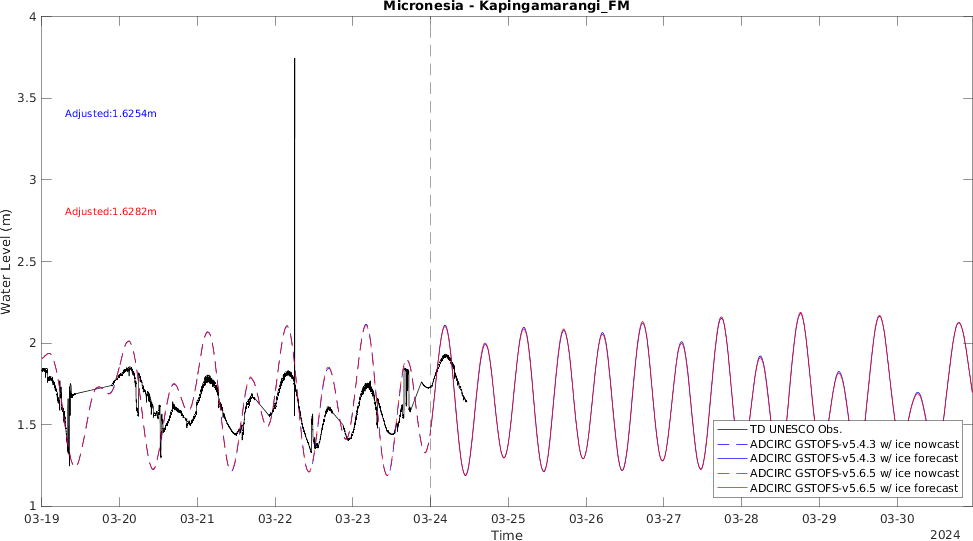 Micronesia - Kapingamarangi_FM
4
3.5
3
2.5
2
1.5
1
Water Level (m)
Adjusted:1.6254m
Adjusted:1.6282m
TD UNESCO Obs.
ADCIRC GSTOFS-v5.4.3 w/ ice nowcast
ADCIRC GSTOFS-v5.4.3 w/ ice forecast
ADCIRC GSTOFS-v5.6.5 w/ ice nowcast
ADCIRC GSTOFS-v5.6.5 w/ ice forecast
03-19 03-20 03-21 03-22 03-23 03-24 03-25 03-26 03-27 03-28 03-29 03-30
Time
2024